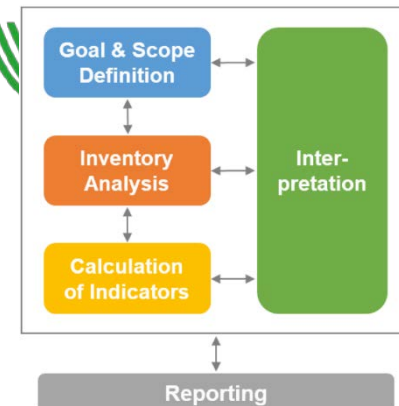 Goal & Scope
Definition
Inventory
Analysis
Inter-
pretation
Calculation
of Indicators
Reporting